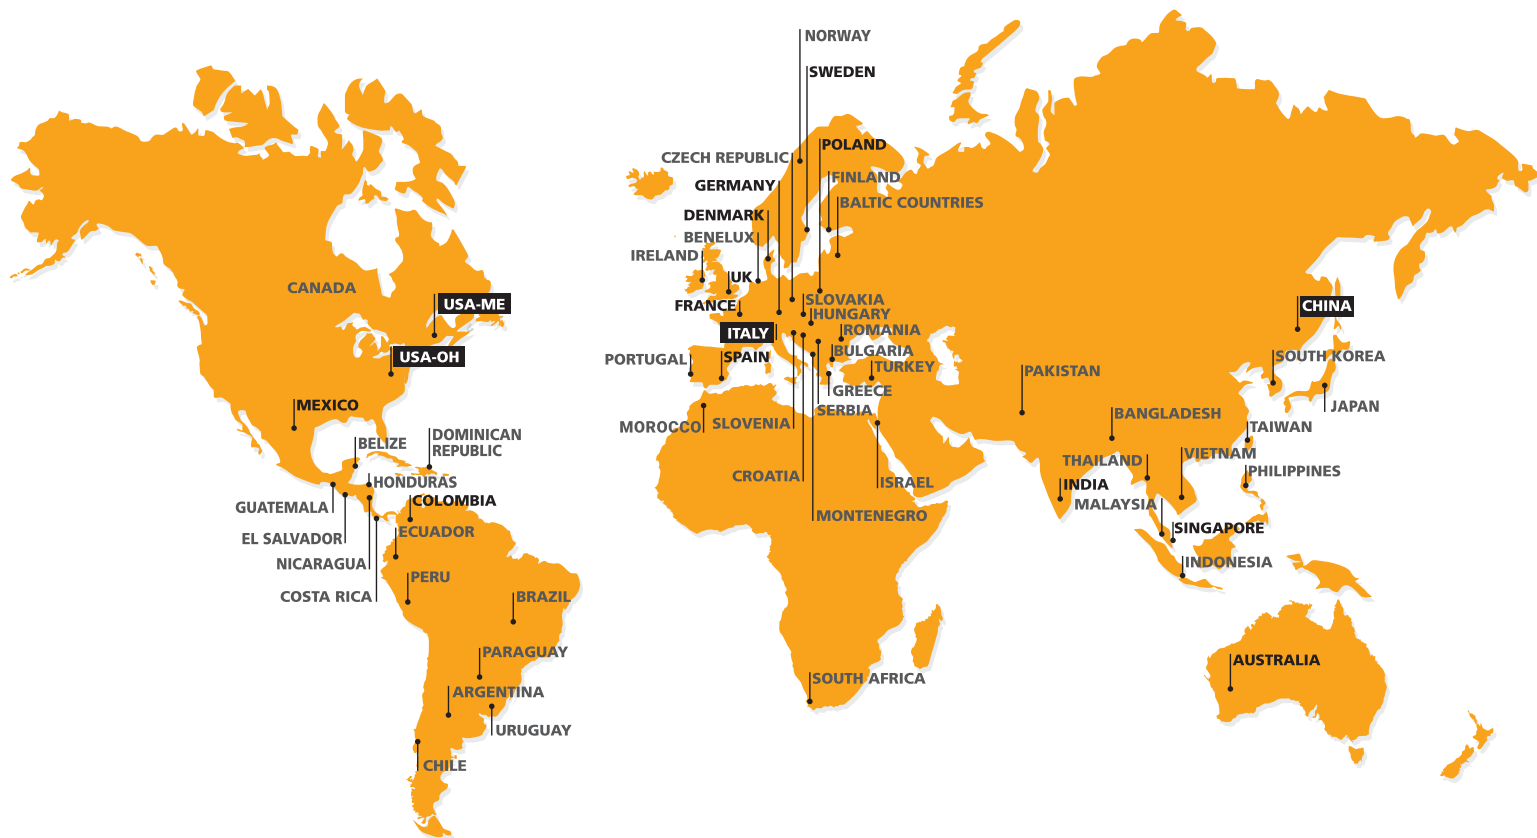 NORWAY
SWEDEN
POLAND
CZECH REPUBLIC
FINLAND
GERMANY
BALTIC COUNTRIES
DENMARK
BENELUX
IRELAND
UK
CANADA
USA-ME
FRANCE
SLOVAKIA
HUNGARY
CHINA
ITALY
ROMANIA
USA-OH
PORTUGAL
SPAIN
BULGARIA
SOUTH KOREA
TURKEY
PAKISTAN
GREECE
MEXICO
SERBIA
JAPAN
BANGLADESH
MOROCCO
SLOVENIA
TAIWAN
DOMINICAN
REPUBLIC
BELIZE
VIETNAM
THAILAND
PHILIPPINES
CROATIA
HONDURAS
ISRAEL
INDIA
COLOMBIA
MALAYSIA
GUATEMALA
MONTENEGRO
SINGAPORE
ECUADOR
EL SALVADOR
INDONESIA
NICARAGUA
PERU
COSTA RICA
BRAZIL
PARAGUAY
AUSTRALIA
SOUTH AFRICA
ARGENTINA
URUGUAY
CHILE